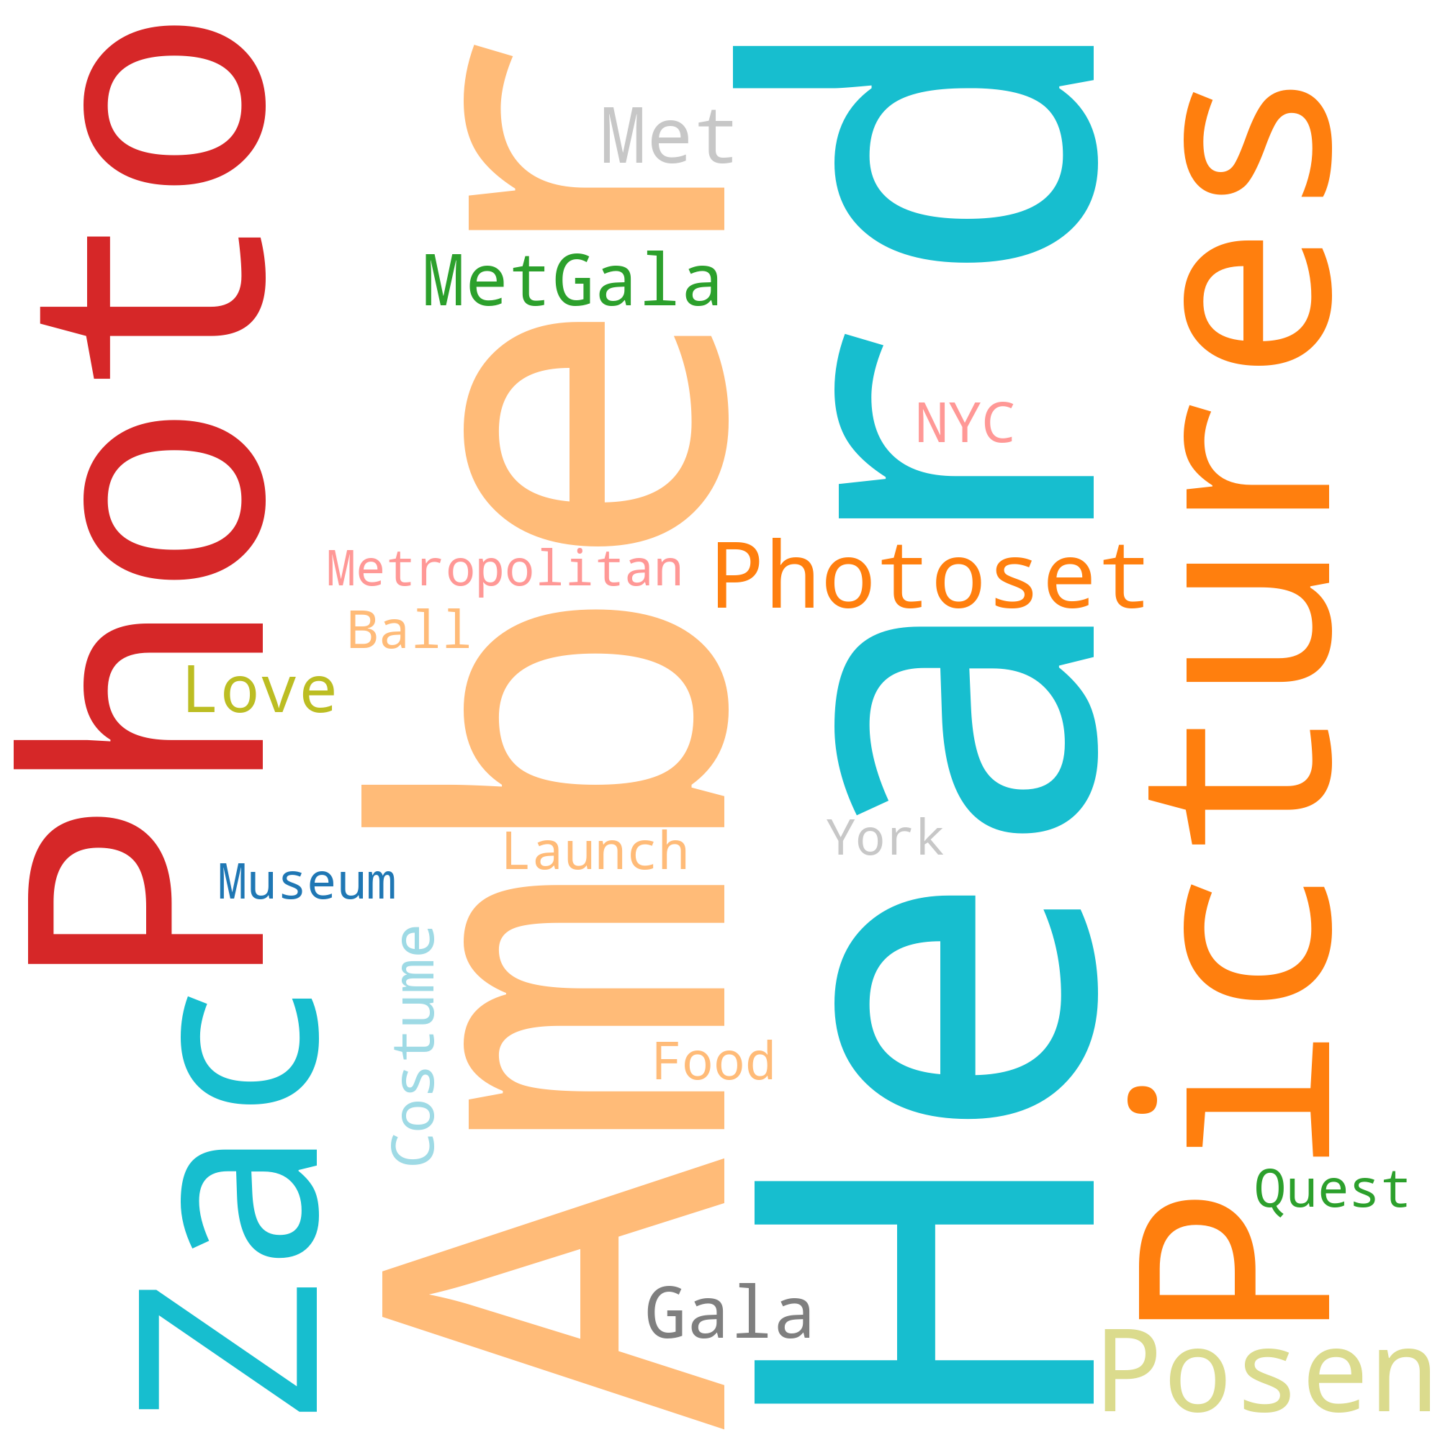 Photo
Zac
Amber
Heard
Pictures
Met
MetGala
NYC
Metropolitan
Photoset
Ball
Love
Launch
York
Museum
Costume
Food
Quest
Gala
Posen